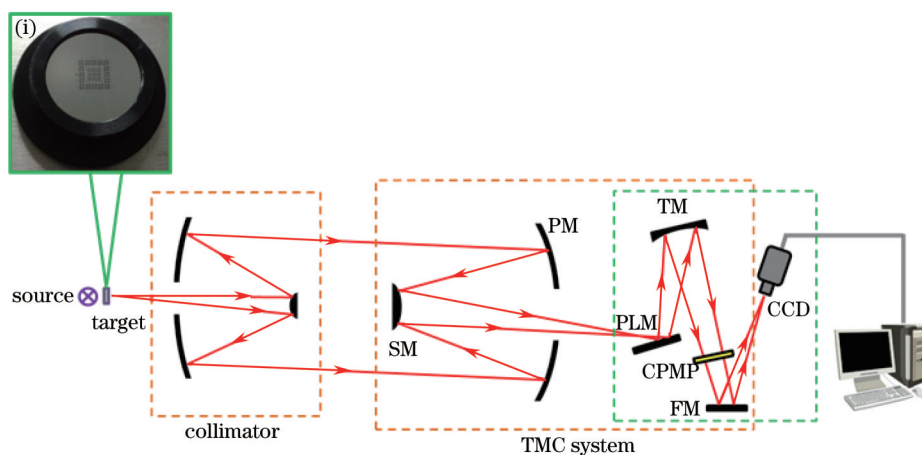 (i)
source
target
collimator
PM
SM
TM
PLM
CPMP
FM
CCD
TMC system